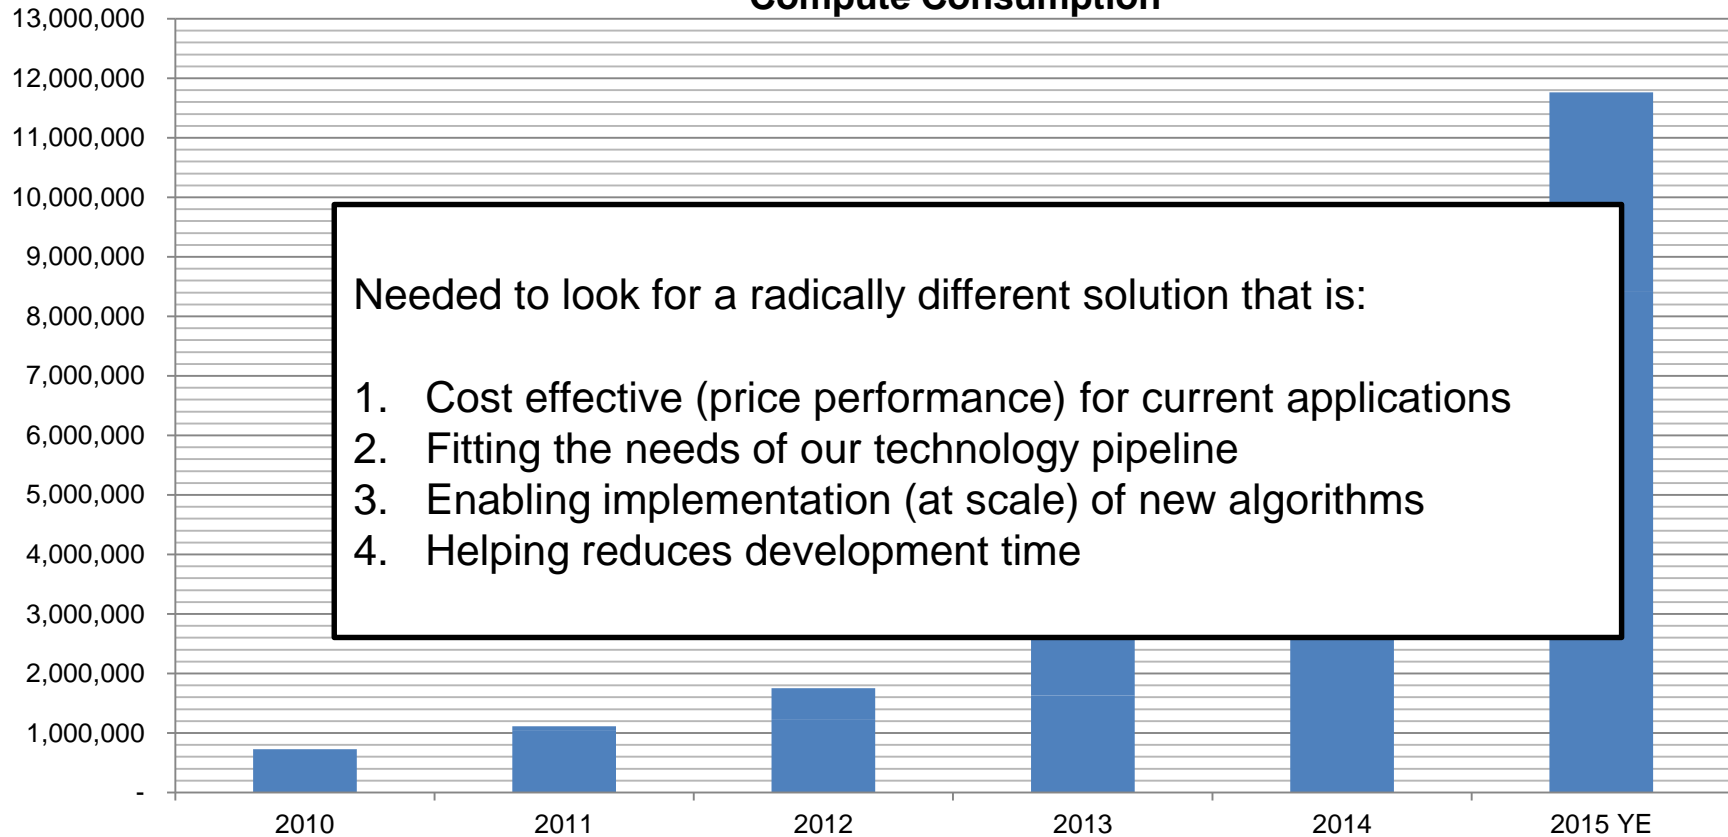 Compute Consumption
13,000,000
12,000,000
11,000,000
10,000,000
9,000,000
8,000,000
7,000,000
6,000,000
5,000,000
4,000,000
3,000,000
2,000,000
1,000,000
-
Needed to look for a radically different solution that is:
1. Cost effective (price performance) for current applications
2. Fitting the needs of our technology pipeline
3. Enabling implementation (at scale) of new algorithms
4. Helping reduces development time
2010 2011 2012 2013 2014 2015 YE